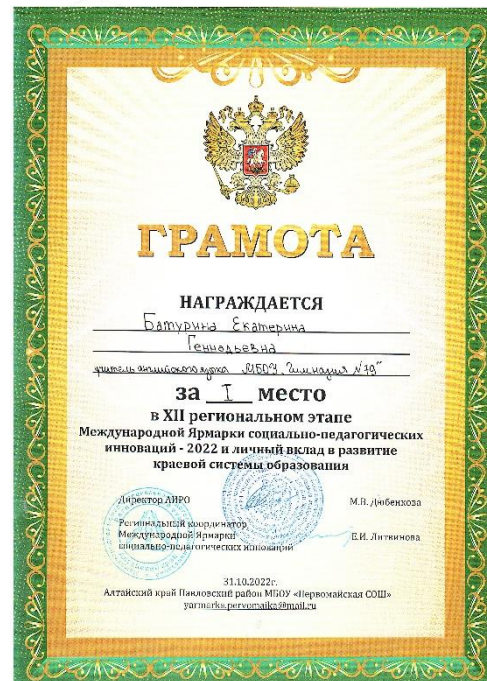 ГРАМОТА
НАГРАЖДАЕТСЯ
Батурина Екатерина
Геннадьевна
учитель английского языка МБОУ "Гимназия №79"
за I место
в XII региональном этапе
Международной Ярмарки социально-педагогических
инноваций - 2022 и личный вклад в развитие
краевой системы образования
Директор АИРО М.В. Дюбенкова
Региональный координатор
Международной Ярмарки Е.И. Литвинова
социально-педагогических инноваций
31.10.2022г.
Алтайский край Павловский район МБОУ «Первомайская СОШ»
yarmarka.pervomaika@mail.ru